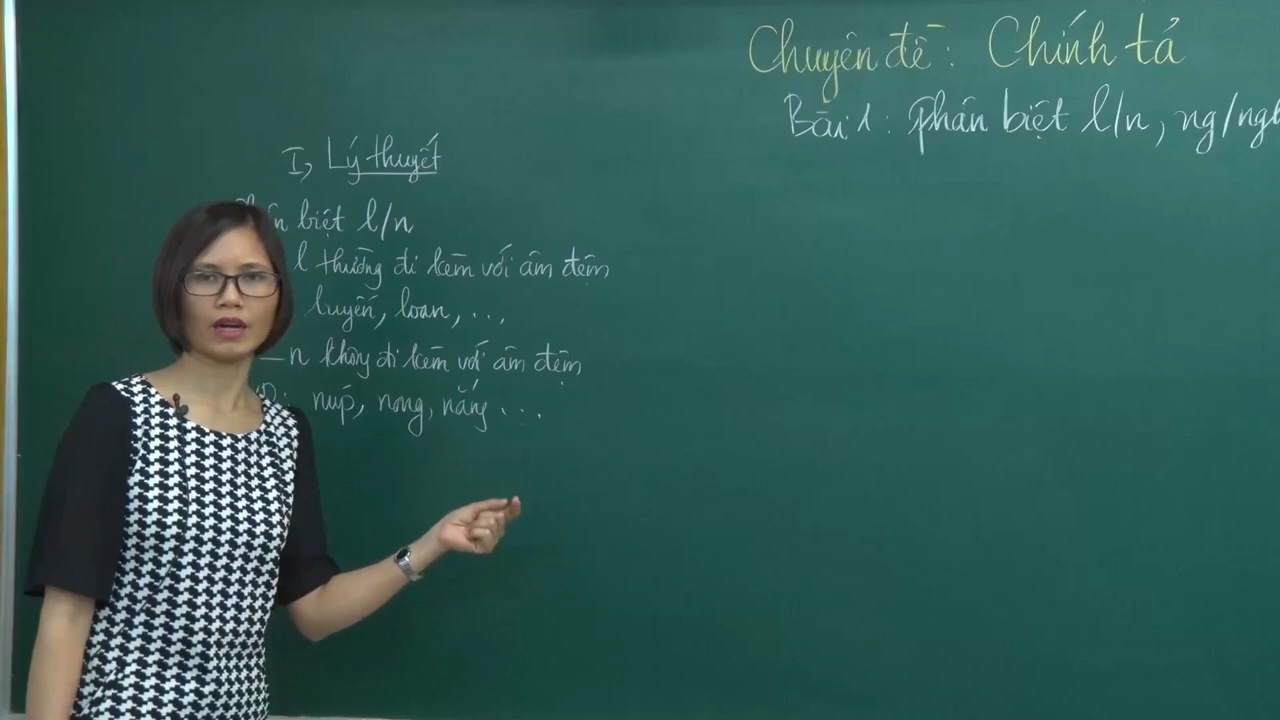 Chuyên đề: Chính tả
Bài 1: Phân biệt l/n, ng/ngh
I, Lý thuyết
biệt l/n
l thường đi kèm với âm đệm
luyến, loan, ...,
– n không đi kèm với âm đệm
VD: núp, nong, nắng ...